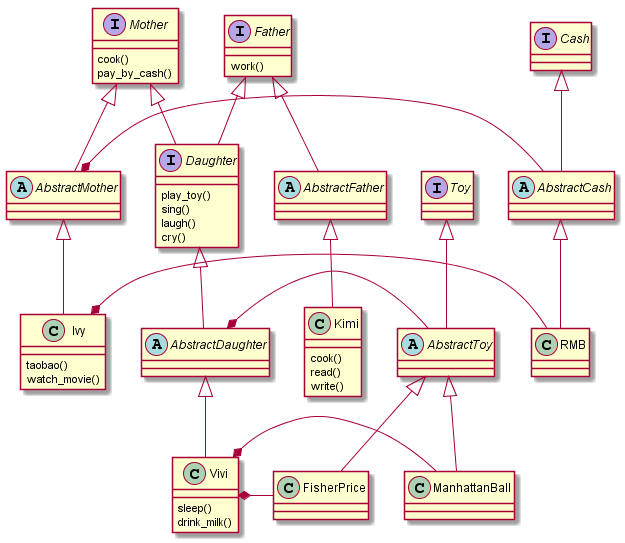 I Mother
cook()
pay_by_cash()
I Father
work()
I Cash
A AbstractMother
I Daughter
play_toy()
sing()
laugh()
cry()
A AbstractFather
I Toy
A AbstractCash
C Ivy
taobao()
watch_movie()
A AbstractDaughter
C Kimi
cook()
read()
write()
A AbstractToy
C RMB
C Vivi
sleep()
drink_milk()
C FisherPrice
C ManhattanBall